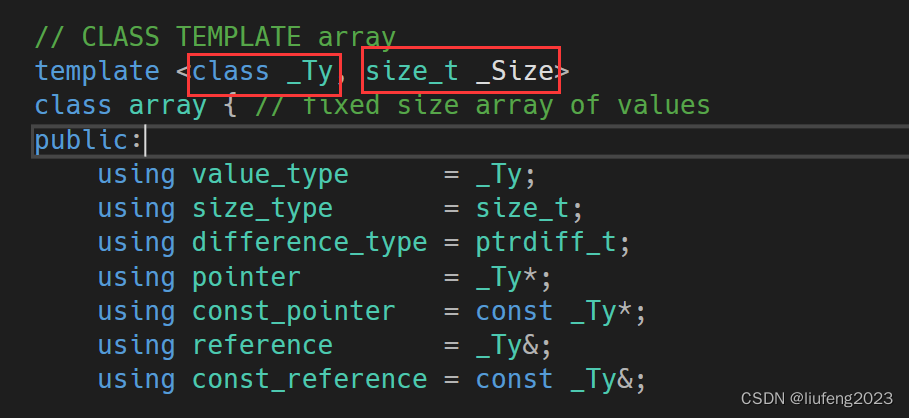 // CLASS TEMPLATE array
template <class _Ty, size_t _Size>
class array { // fixed size array of values
public:
    using value_type      = _Ty;
    using size_type       = size_t;
    using difference_type = ptrdiff_t;
    using pointer         = _Ty*;
    using const_pointer   = const _Ty*;
    using reference       = _Ty&;
    using const_reference = const _Ty&;
CSDN @liufeng2023